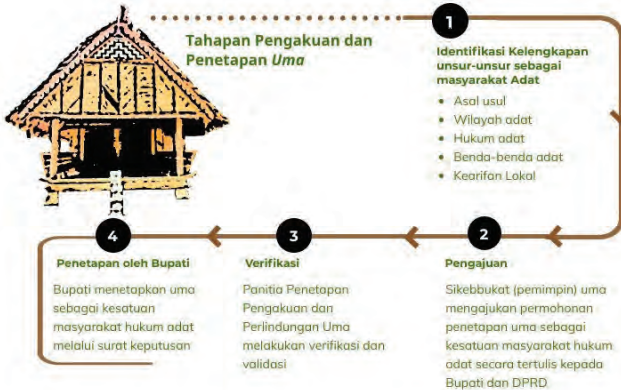 Tahapan Pengakuan dan
Penetapan Uma
1
Identifikasi Kelengkapan
unsur-unsur sebagai
masyarakat Adat
• Asal usul
• Wilayah adat
• Hukum adat
• Benda-benda adat
• Kearifan Lokal
2
Pengajuan
Sikebbukat (pemimpin) uma
mengajukan permohonan
penetapan uma sebagai
kesatuan masyarakat hukum
adat secara tertulis kepada
Bupati dan DPRD
3
Verifikasi
Panitia Penetapan
Pengakuan dan
Perlindungan Uma
melakukan verifikasi dan
validasi
4
Penetapan oleh Bupati
Bupati menetapkan uma
sebagai kesatuan
masyarakat hukum adat
melalui surat keputusan